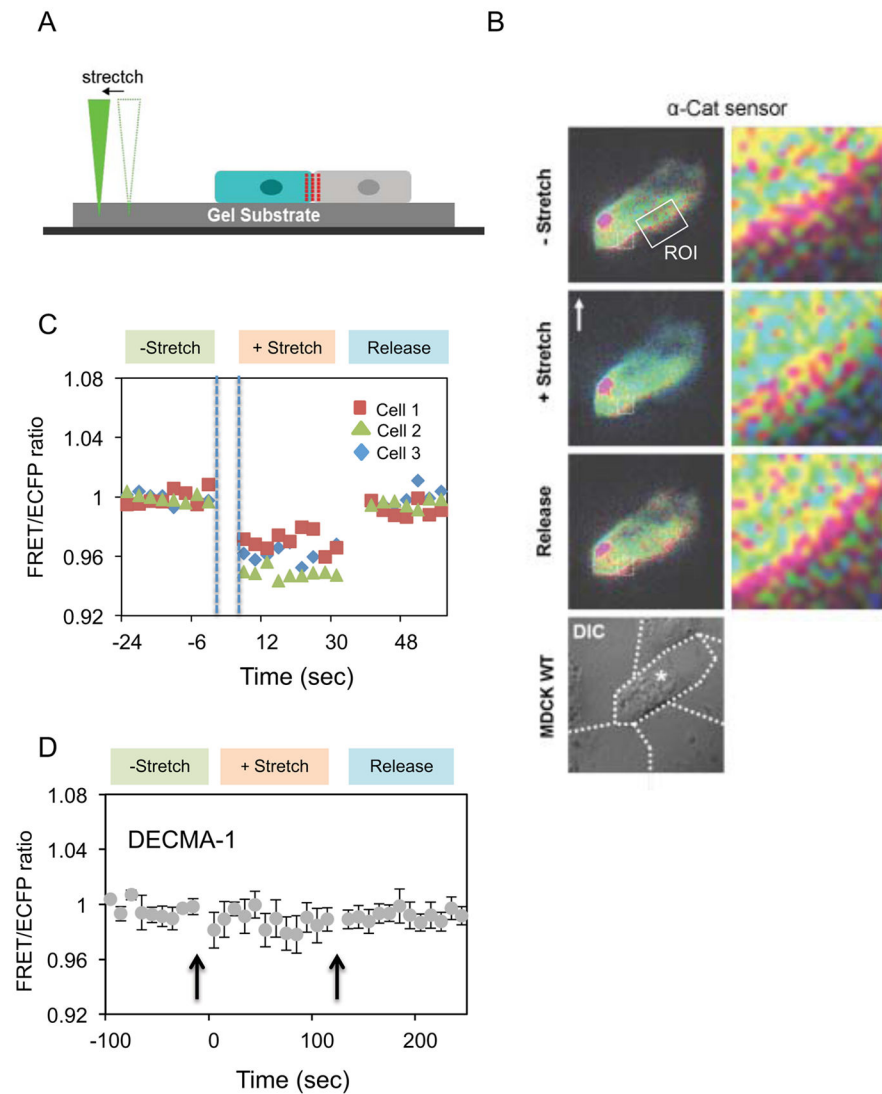 A
strectch
Gel Substrate
B
α-Cat sensor
- Stretch
ROI
+ Stretch
Release
MDCK WT
DIC
C
-Stretch
+ Stretch
Release
1.08
1.04
1
0.96
0.92
FRET/ECFP ratio
Cell 1
Cell 2
Cell 3
-24
-6
12
30
48
Time (sec)
D
-Stretch
+ Stretch
Release
1.08
1.04
1
0.96
0.92
FRET/ECFP ratio
DECMA-1
-100
0
100
200
Time (sec)